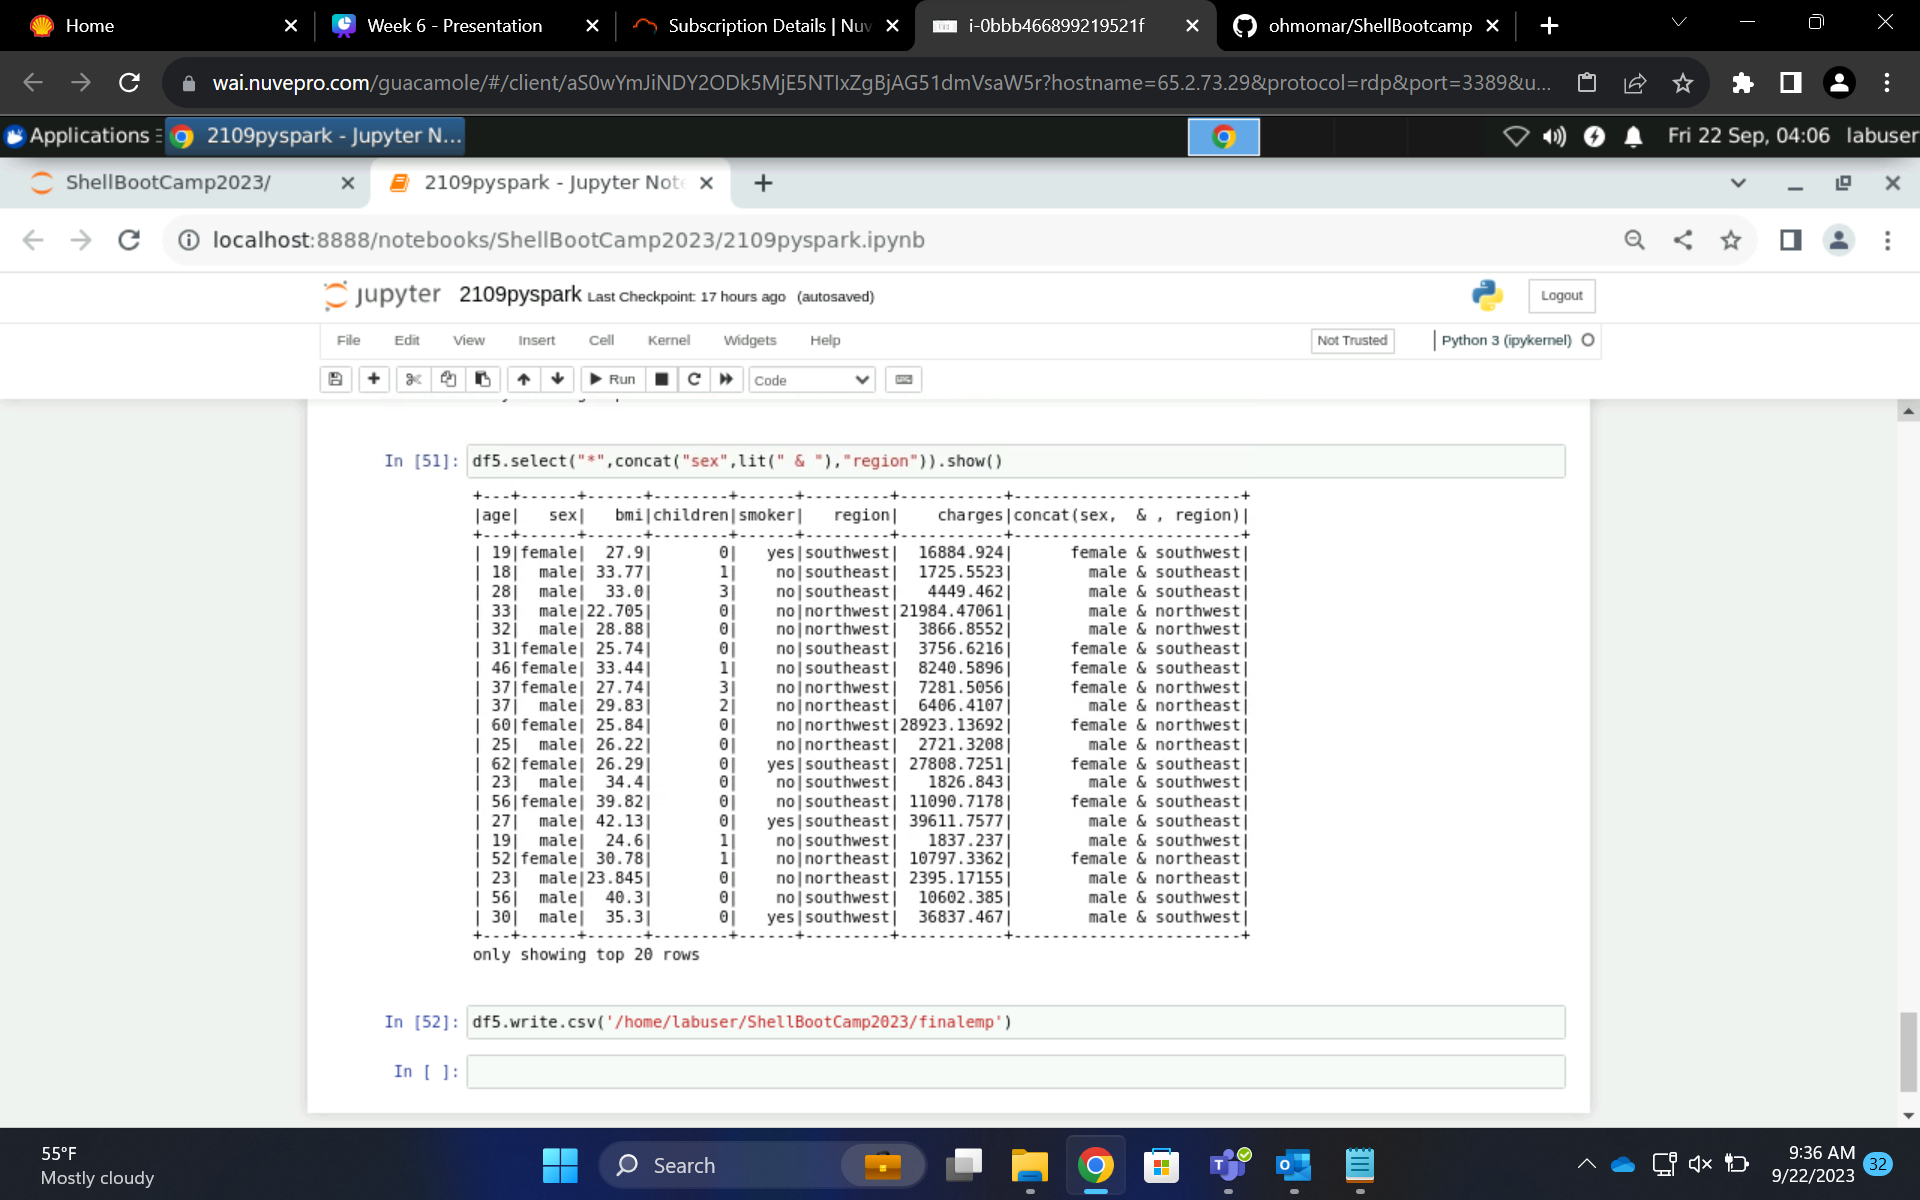 Home
Week 6 - Presentation
Subscription Details | Nuv
i-0bbb466899219521f
ohmomar/ShellBootcamp
wai.nuvepro.com/guacamole/#/client/aS0wYmJiNDY2ODk5MjE5NTIxZgBjAG51dmVsaW5r?hostname=65.2.73.29&protocol=rdp&port=3389&u...
Applications
2109pyspark - Jupyter N...
Fri 22 Sep, 04:06 labuser
ShellBootCamp2023/
2109pyspark - Jupyter Note
localhost:8888/notebooks/ShellBootCamp2023/2109pyspark.ipynb
jupyter 2109pyspark Last Checkpoint: 17 hours ago (autosaved)
Logout
File Edit View Insert Cell Kernel Widgets Help
Not Trusted
Python 3 (ipykernel)
Run
Code
In [51]: df5.select("*",concat("sex",lit(" & "),"region")).show()
+---+------+------+--------+------+---------+-----------+------------------------+
|age|   sex|   bmi|children|smoker|   region|    charges|concat(sex,  & , region)|
+---+------+------+--------+------+---------+-----------+------------------------+
| 19|female|  27.9|       0|   yes|southwest|  16884.924|      female & southwest|
| 18|  male| 33.77|       1|    no|southeast|  1725.5523|        male & southeast|
| 28|  male|  33.0|       3|    no|southeast|   4449.462|        male & southeast|
| 33|  male|22.705|       0|    no|northwest|21984.47061|        male & northwest|
| 32|  male| 28.88|       0|    no|northwest|  3866.8552|        male & northwest|
| 31|female| 25.74|       0|    no|southeast|  3756.6216|      female & southeast|
| 46|female| 33.44|       1|    no|southeast|  8240.5896|      female & southeast|
| 37|female| 27.74|       3|    no|northwest|  7281.5056|      female & northwest|
| 37|  male| 29.83|       2|    no|northeast|  6406.4107|        male & northeast|
| 60|female| 25.84|       0|    no|northwest|28923.13692|      female & northwest|
| 25|  male| 26.22|       0|    no|northeast|  2721.3208|        male & northeast|
| 62|female| 26.29|       0|   yes|southeast| 27808.7251|      female & southeast|
| 23|  male|  34.4|       0|    no|southwest|   1826.843|        male & southwest|
| 56|female| 39.82|       0|    no|southeast| 11090.7178|      female & southeast|
| 27|  male| 42.13|       0|   yes|southeast| 39611.7577|        male & southeast|
| 19|  male|  24.6|       1|    no|southwest|   1837.237|        male & southwest|
| 52|female| 30.78|       1|    no|northeast| 10797.3362|      female & northeast|
| 23|  male|23.845|       0|    no|northeast| 2395.17155|        male & northeast|
| 56|  male|  40.3|       0|    no|southwest|  10602.385|        male & southwest|
| 30|  male|  35.3|       0|   yes|southwest|  36837.467|        male & southwest|
+---+------+------+--------+------+---------+-----------+------------------------+
only showing top 20 rows
In [52]: df5.write.csv('/home/labuser/ShellBootCamp2023/finalemp')
In [ ]:
55°F
Mostly cloudy
Search
9:36 AM
9/22/2023
32